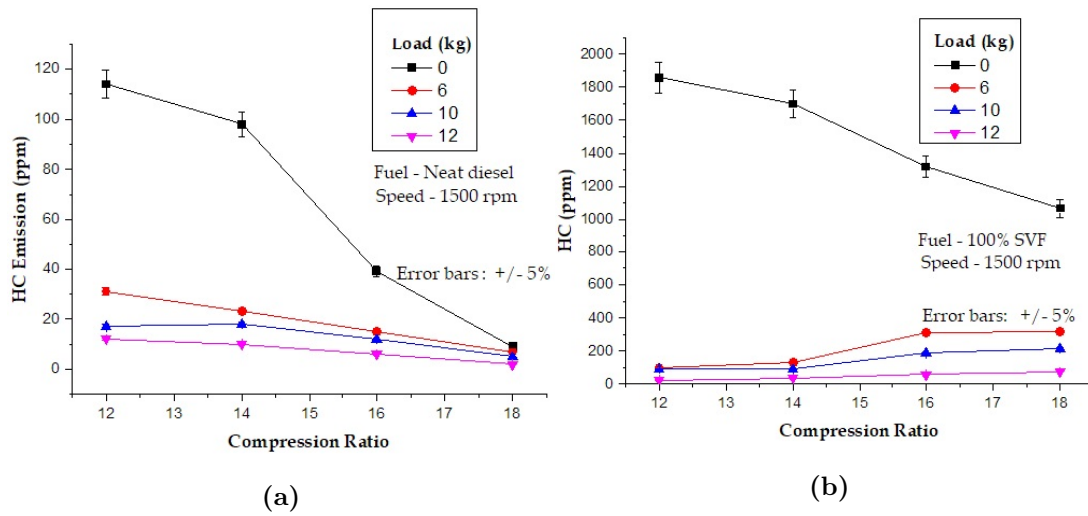 Load (kg)
0
6
10
12
Fuel - Neat diesel
Speed - 1500 rpm
Error bars : +/- 5%
HC Emission (ppm)
120
100
80
60
40
20
0
12
13
14
15
16
17
18
Compression Ratio
(a)
Load (kg)
0
6
10
12
Fuel - 100% SVF
Speed - 1500 rpm
Error bars: +/- 5%
HC (ppm)
2000
1800
1600
1400
1200
1000
800
600
400
200
0
12
13
14
15
16
17
18
Compression Ratio
(b)